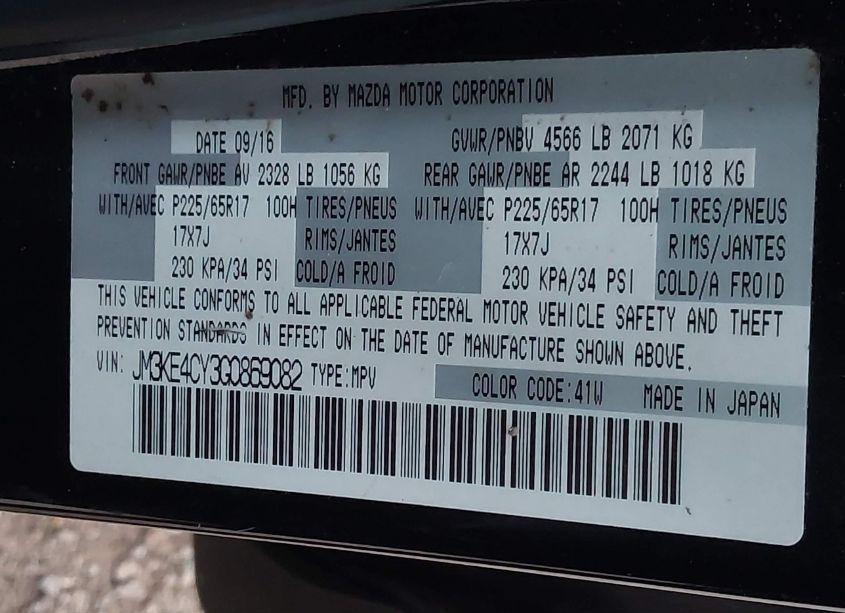 MFD. BY MAZDA MOTOR CORPORATION
DATE 09/16 GVWR/PNBV 4566 LB 2071 KG
FRONT GAWR/PNBE AV 2328 LB 1056 KG REAR GAWR/PNBE AR 2244 LB 1018 KG
WITH/AVEC P225/65R17 100H TIRES/PNEUS WITH/AVEC P225/65R17 100H TIRES/PNEUS
17X7J RIMS/JANTES 17X7J RIMS/JANTES
230 KPA/34 PSI COLD/A FROID 230 KPA/34 PSI COLD/A FROID
THIS VEHICLE CONFORMS TO ALL APPLICABLE FEDERAL MOTOR VEHICLE SAFETY AND THEFT
PREVENTION STANDARDS IN EFFECT ON THE DATE OF MANUFACTURE SHOWN ABOVE.
VIN: JM3KE4CY3G0869082 TYPE:MPV COLOR CODE:41W MADE IN JAPAN